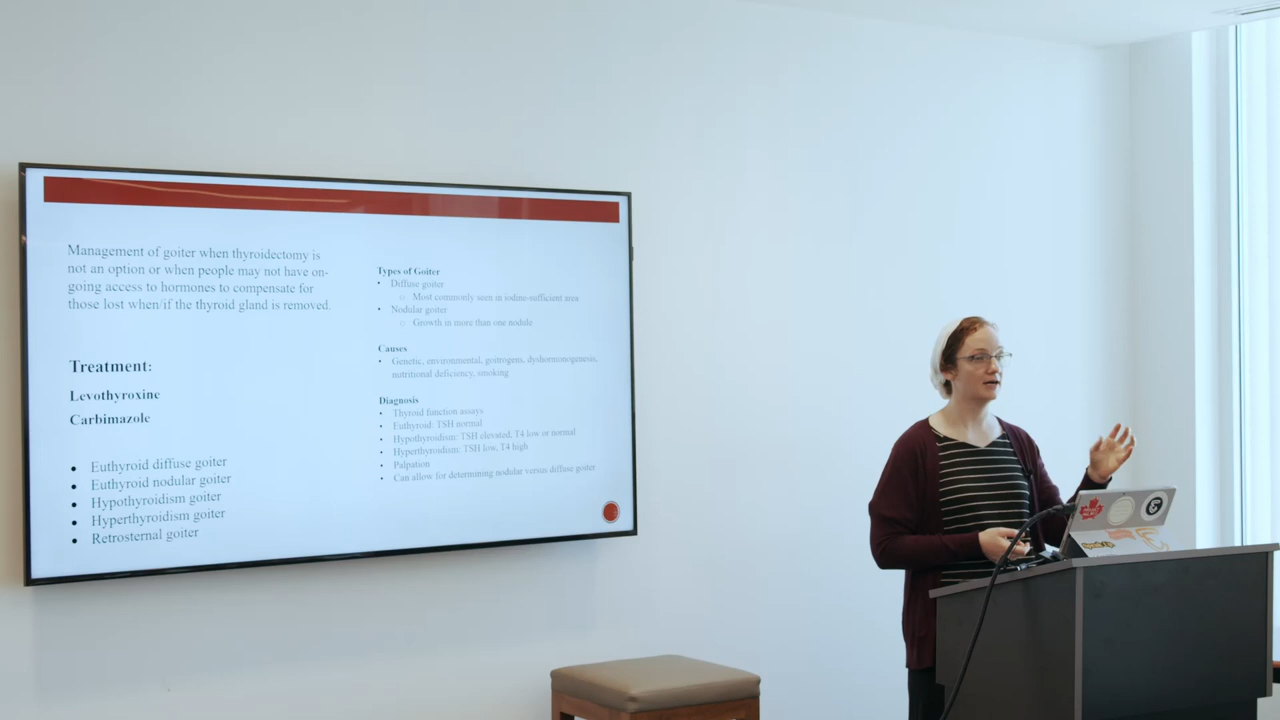 Management of goiter when thyroidectomy is
not an option or when people may not have on-
going access to hormones to compensate for
those lost when/if the thyroid gland is removed.
Treatment:
Levothyroxine
Carbimazole
• Euthyroid diffuse goiter
• Euthyroid nodular goiter
• Hypothyroidism goiter
• Hyperthyroidism goiter
• Retrosternal goiter
Types of Goiter
• Diffuse goiter
○ Most commonly seen in iodine-sufficient area
• Nodular goiter
○ Growth in more than one nodule
Causes
• Genetic, environmental, goitrogens, dyshormonogenesis,
nutritional deficiency, smoking
Diagnosis
• Thyroid function assays
• Euthyroid: TSH normal
• Hypothyroidism: TSH elevated, T4 low or normal
• Hyperthyroidism: TSH low, T4 high
• Palpation
• Can allow for determining nodular versus diffuse goiter